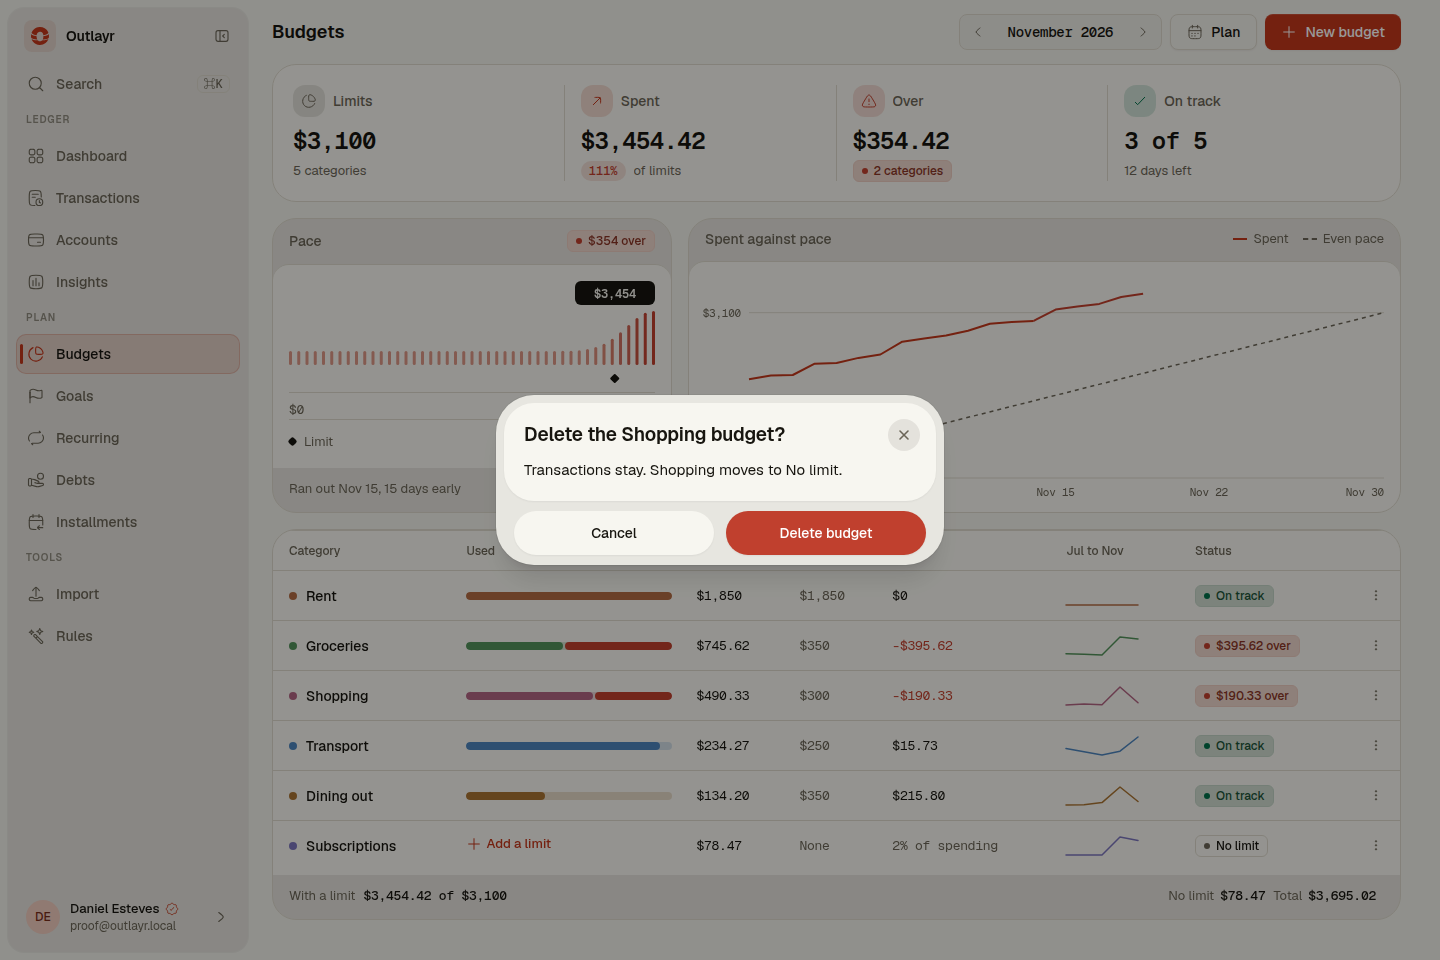 Outlayr
Search ⌘K
LEDGER
Dashboard
Transactions
Accounts
Insights
PLAN
Budgets
Goals
Recurring
Debts
Installments
TOOLS
Import
Rules
DE Daniel Esteves
proof@outlayr.local
Budgets
November 2026
Plan
New budget
Limits
$3,100
5 categories
Spent
$3,454.42
111% of limits
Over
$354.42
2 categories
On track
3 of 5
12 days left
Pace
$354 over
$3,454
$0
Limit
Ran out Nov 15, 15 days early
Spent against pace
Spent Even pace
$3,100
Nov 15 Nov 22 Nov 30
Delete the Shopping budget?
Transactions stay. Shopping moves to No limit.
Cancel Delete budget
Category Used Jul to Nov Status
Rent $1,850 $1,850 $0 On track
Groceries $745.62 $350 -$395.62 $395.62 over
Shopping $490.33 $300 -$190.33 $190.33 over
Transport $234.27 $250 $15.73 On track
Dining out $134.20 $350 $215.80 On track
Subscriptions Add a limit $78.47 None 2% of spending No limit
With a limit $3,454.42 of $3,100 No limit $78.47 Total $3,695.02